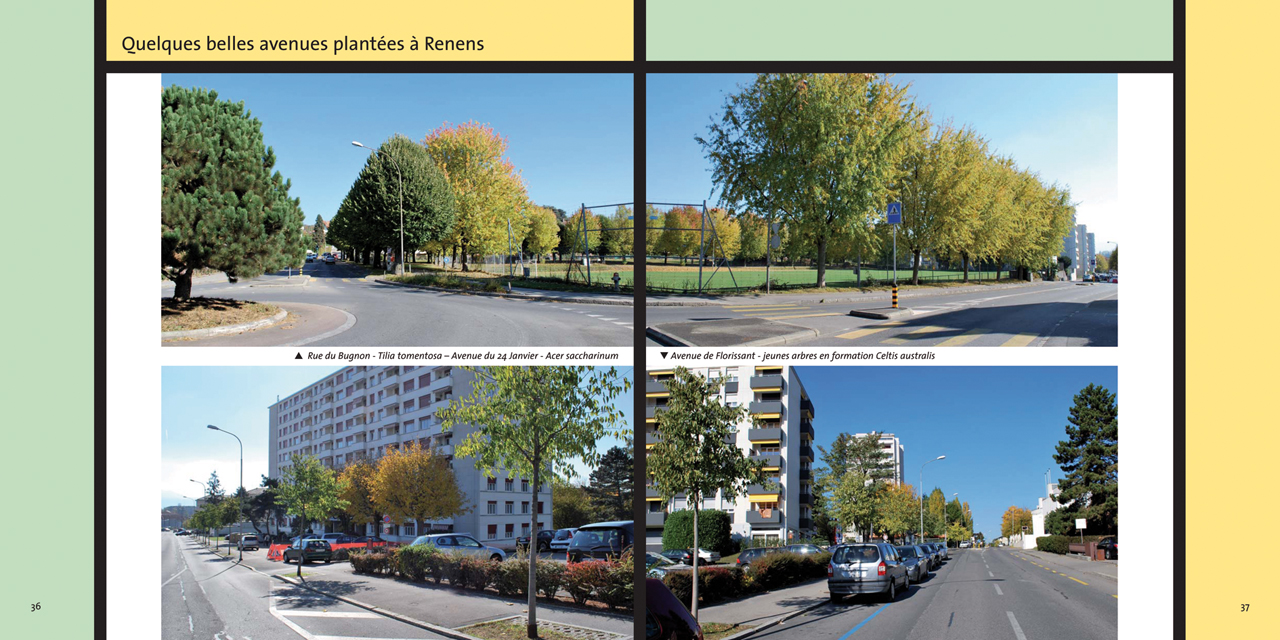 Quelques belles avenues plantées à Renens
▲ Rue du Bugnon - Tilia tomentosa – Avenue du 24 Janvier - Acer saccharinum
▼ Avenue de Florissant - jeunes arbres en formation Celtis australis
36
37